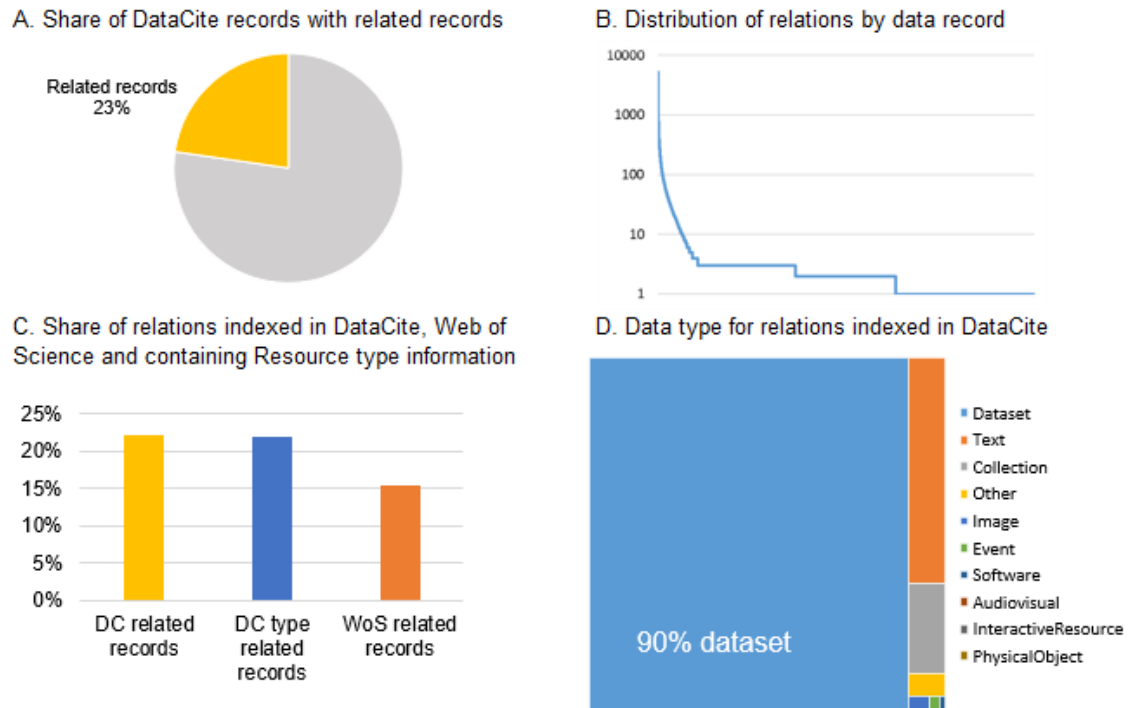 A. Share of DataCite records with related records
Related records
23%
B. Distribution of relations by data record
10000
1000
100
10
1
C. Share of relations indexed in DataCite, Web of
Science and containing Resource type information
25%
20%
15%
10%
5%
0%
DC related
records
DC type
related
records
WoS related
records
D. Data type for relations indexed in DataCite
90% dataset
Dataset
Text
Collection
Other
Image
Event
Software
Audiovisual
InteractiveResource
PhysicalObject